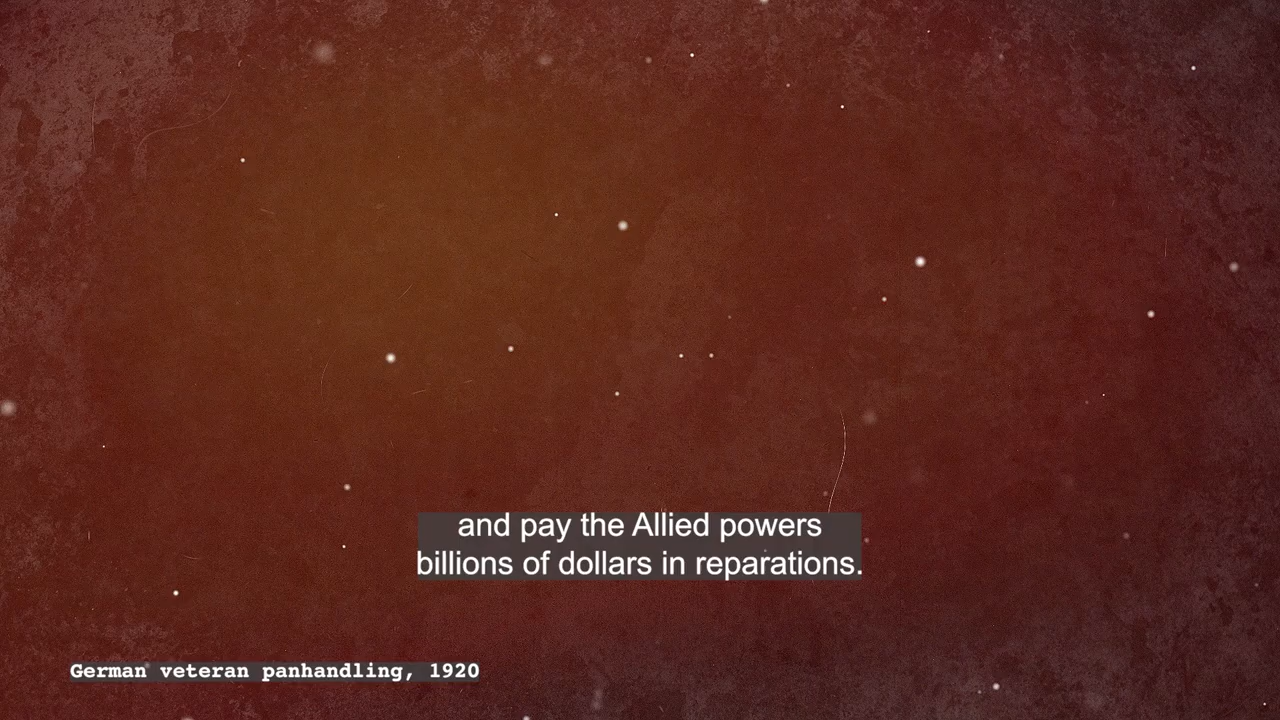 and pay the Allied powers
billions of dollars in reparations.
German veteran panhandling, 1920